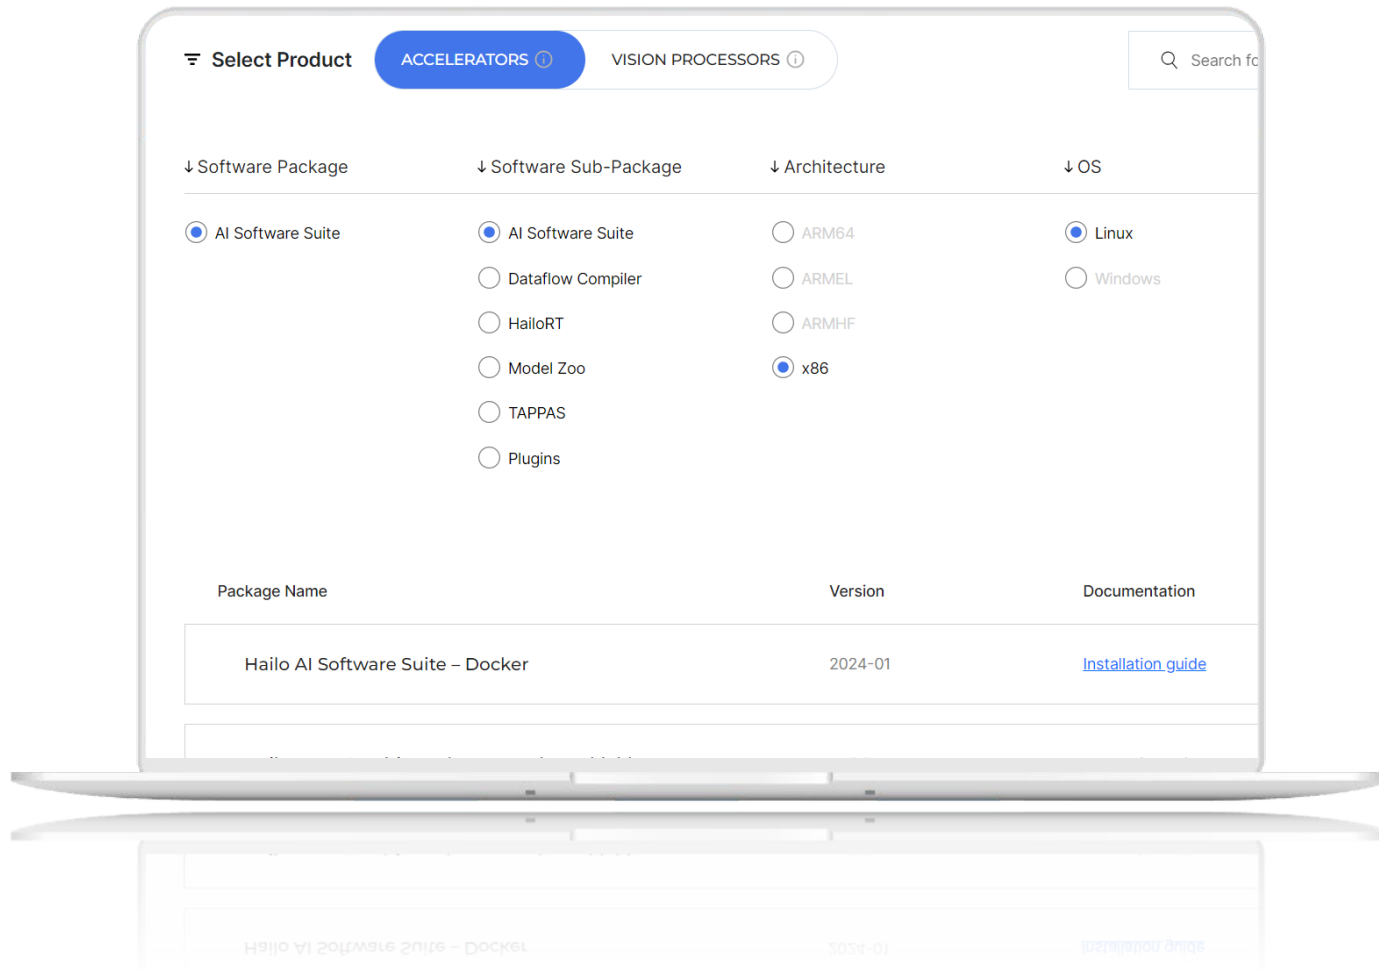 Select Product
ACCELERATORS
VISION PROCESSORS
Search
Software Package
Software Sub-Package
Architecture
OS
AI Software Suite
AI Software Suite
ARM64
Linux
Dataflow Compiler
ARMEL
Windows
HailoRT
ARMHF
Model Zoo
x86
TAPPAS
Plugins
Package Name
Version
Documentation
Hailo AI Software Suite – Docker
2024-01
Installation guide